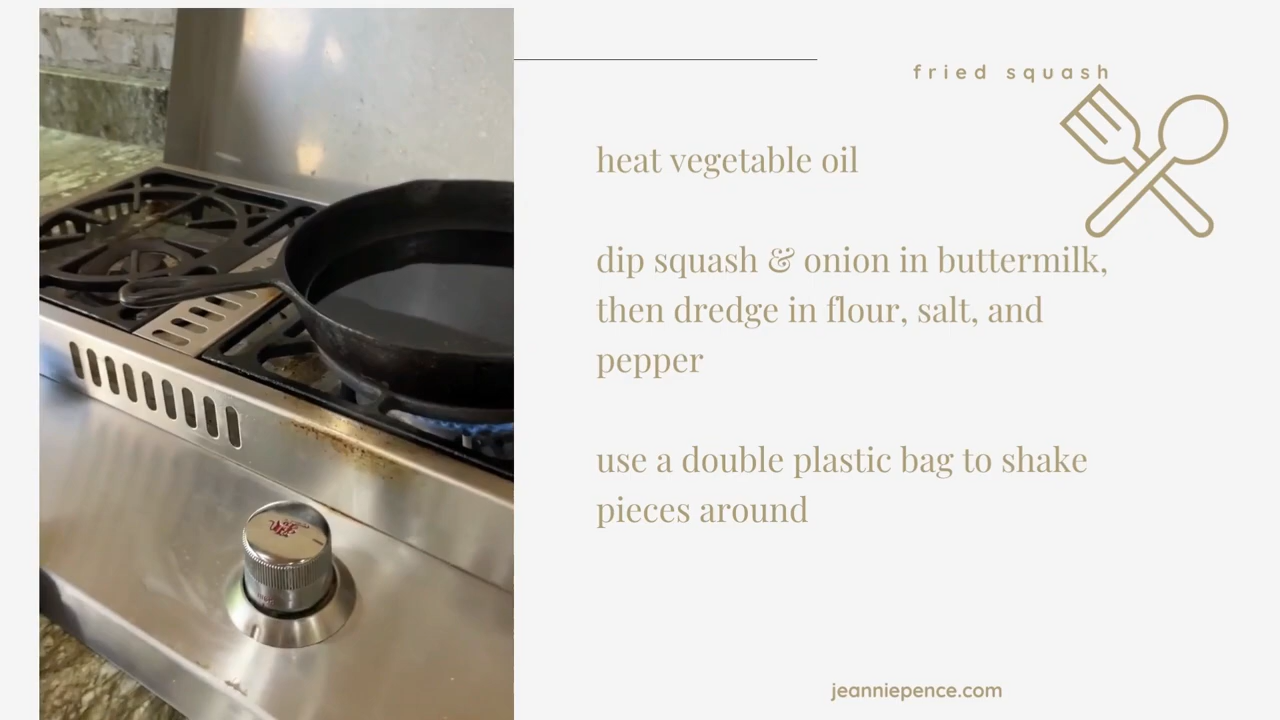 fried squash
heat vegetable oil
dip squash & onion in buttermilk,
then dredge in flour, salt, and
pepper
use a double plastic bag to shake
pieces around
jeanniepence.com